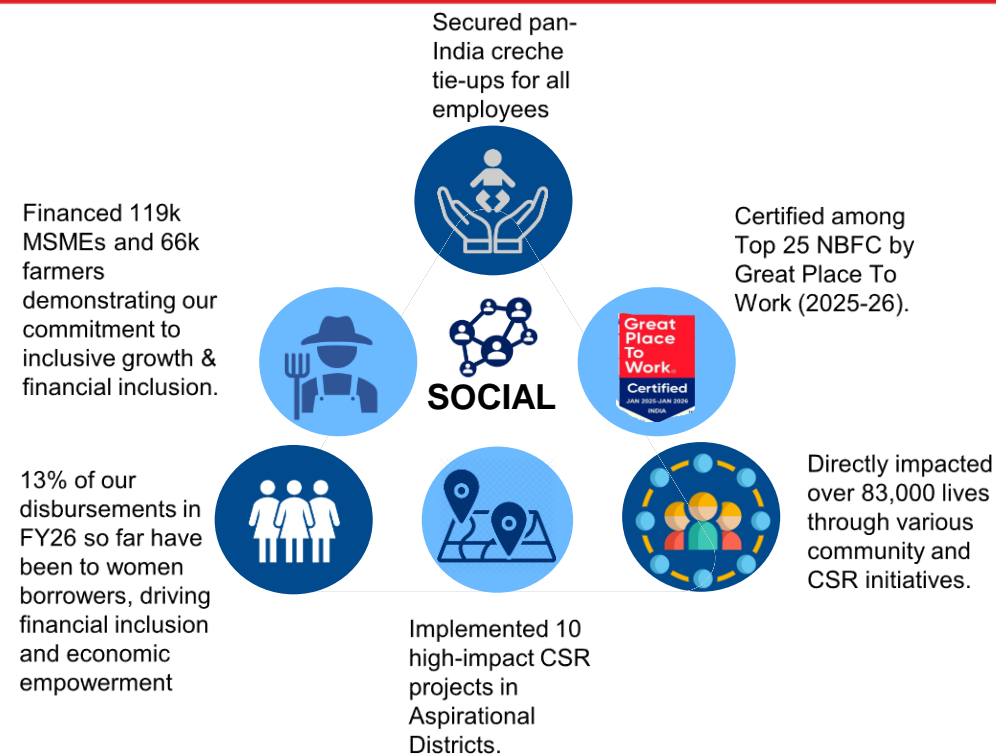 Secured pan-
India creche
tie-ups for all
employees
Financed 119k
MSMEs and 66k
farmers
demonstrating our
commitment to
inclusive growth &
financial inclusion.
Certified among
Top 25 NBFC by
Great Place To
Work (2025-26).
Great
Place
To
Work.
Certified
JAN 2025-JAN 2026
INDIA
SOCIAL
13% of our
disbursements in
FY26 so far have
been to women
borrowers, driving
financial inclusion
and economic
empowerment
Directly impacted
over 83,000 lives
through various
community and
CSR initiatives.
Implemented 10
high-impact CSR
projects in
Aspirational
Districts.